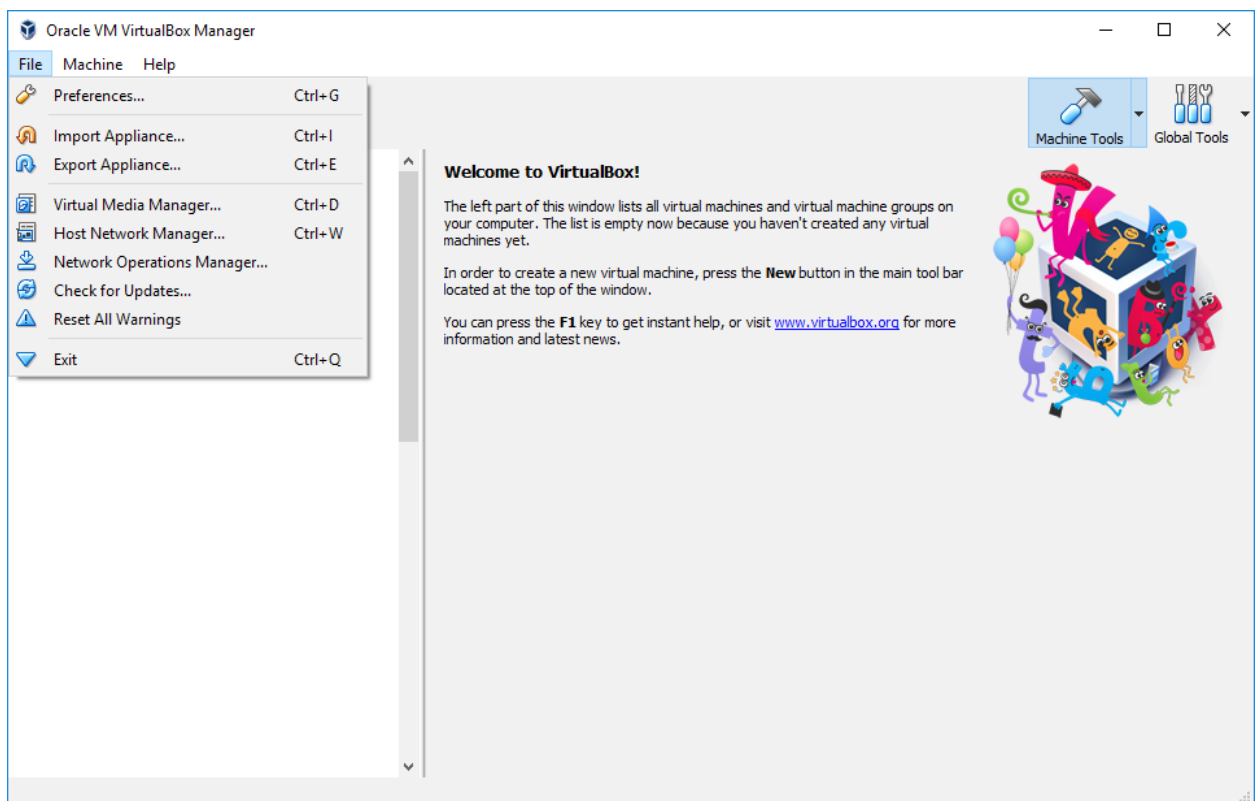 Oracle VM VirtualBox Manager
File Machine Help
Preferences... Ctrl+G
Import Appliance... Ctrl+I
Export Appliance... Ctrl+E
Virtual Media Manager... Ctrl+D
Host Network Manager... Ctrl+W
Network Operations Manager...
Check for Updates...
Reset All Warnings
Exit Ctrl+Q
Machine Tools
Global Tools
Welcome to VirtualBox!
The left part of this window lists all virtual machines and virtual machine groups on
your computer. The list is empty now because you haven't created any virtual
machines yet.
In order to create a new virtual machine, press the New button in the main tool bar
located at the top of the window.
You can press the F1 key to get instant help, or visit www.virtualbox.org for more
information and latest news.